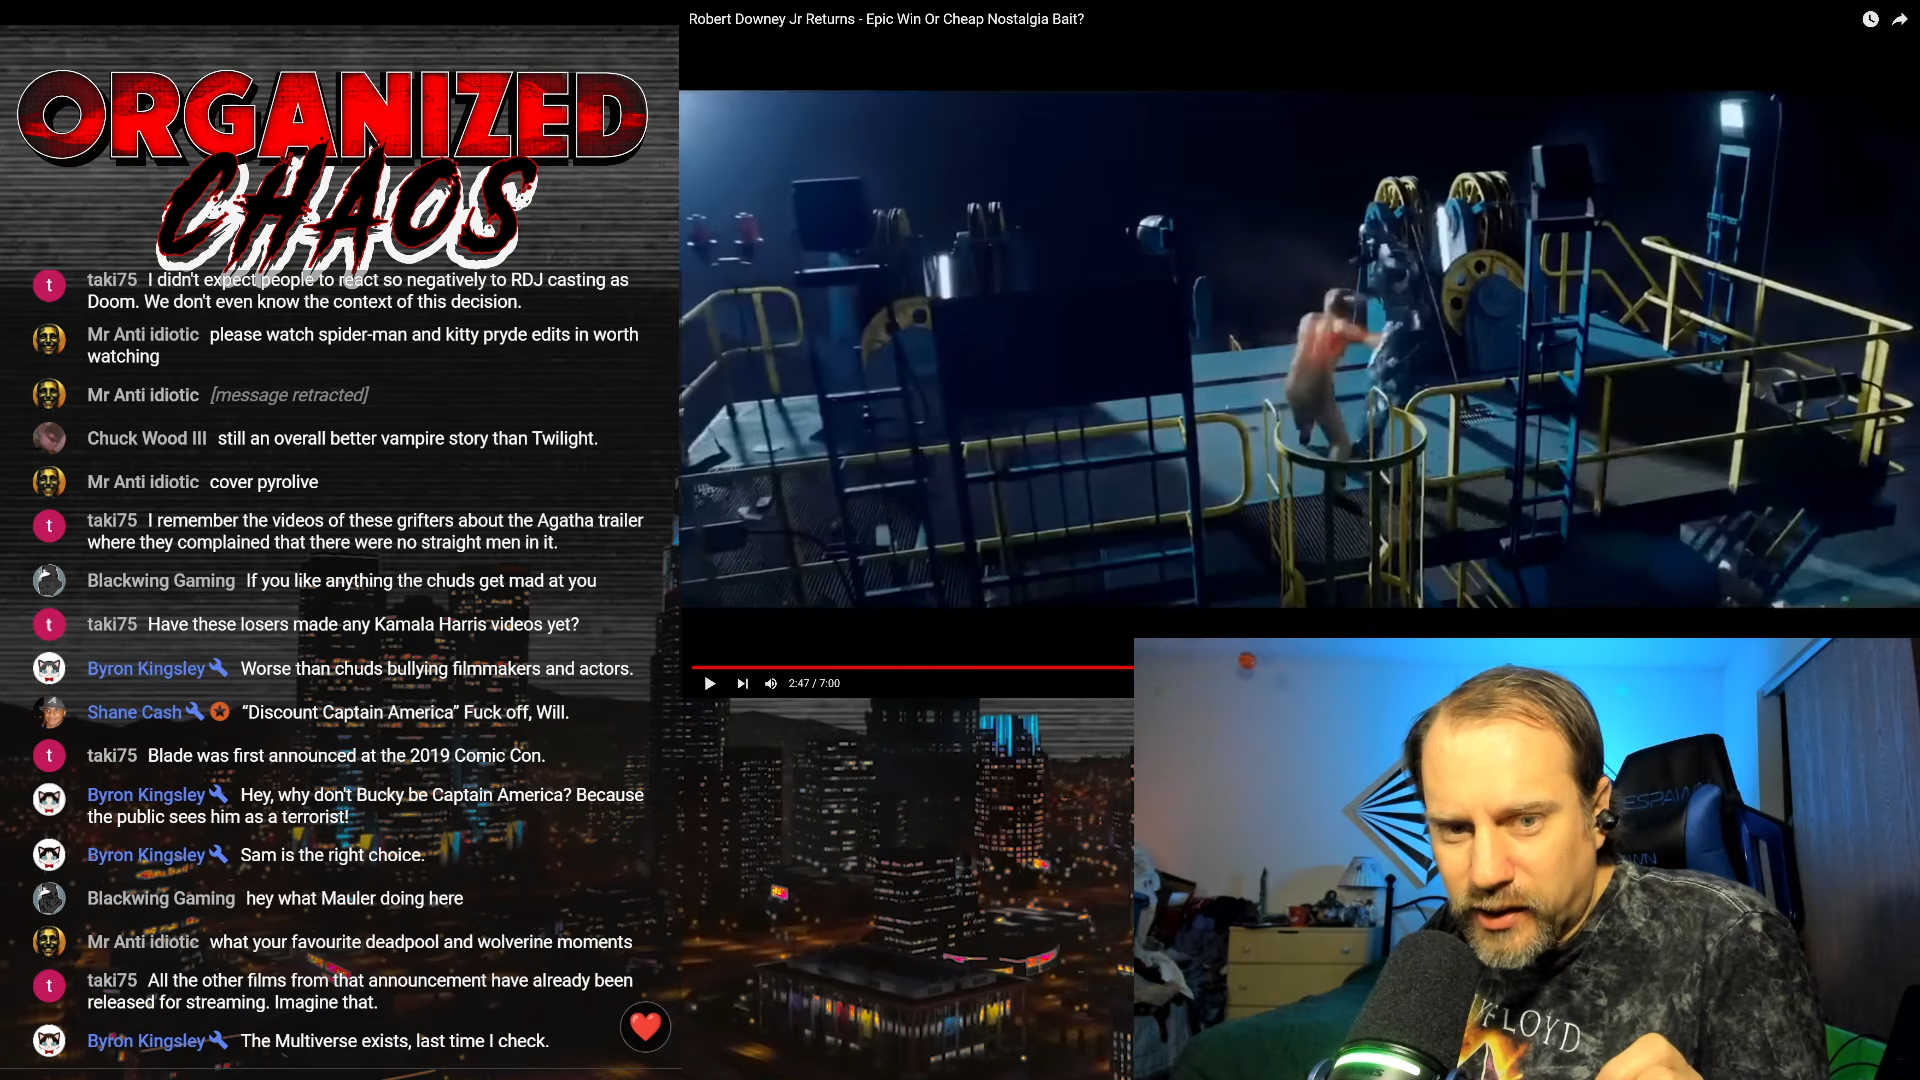 Robert Downey Jr Returns - Epic Win Or Cheap Nostalgia Bait?
ORGANIZED
CHAOS
t
taki75 I didn't expect people to react so negatively to RDJ casting as
Doom. We don't even know the context of this decision.
Mr Anti idiotic please watch spider-man and kitty pryde edits in worth
watching
Mr Anti idiotic [message retracted]
Chuck Wood III still an overall better vampire story than Twilight.
Mr Anti idiotic cover pyrolive
t
taki75 I remember the videos of these grifters about the Agatha trailer
where they complained that there were no straight men in it.
Blackwing Gaming If you like anything the chuds get mad at you
t
taki75 Have these losers made any Kamala Harris videos yet?
Byron Kingsley Worse than chuds bullying filmmakers and actors.
Shane Cash “Discount Captain America” Fuck off, Will.
t
taki75 Blade was first announced at the 2019 Comic Con.
Byron Kingsley Hey, why don't Bucky be Captain America? Because
the public sees him as a terrorist!
Byron Kingsley Sam is the right choice.
Blackwing Gaming hey what Mauler doing here
Mr Anti idiotic what your favourite deadpool and wolverine moments
t
taki75 All the other films from that announcement have already been
released for streaming. Imagine that.
Byron Kingsley The Multiverse exists, last time I check.
2:47 / 7:00
ESPAWN
FLOYD